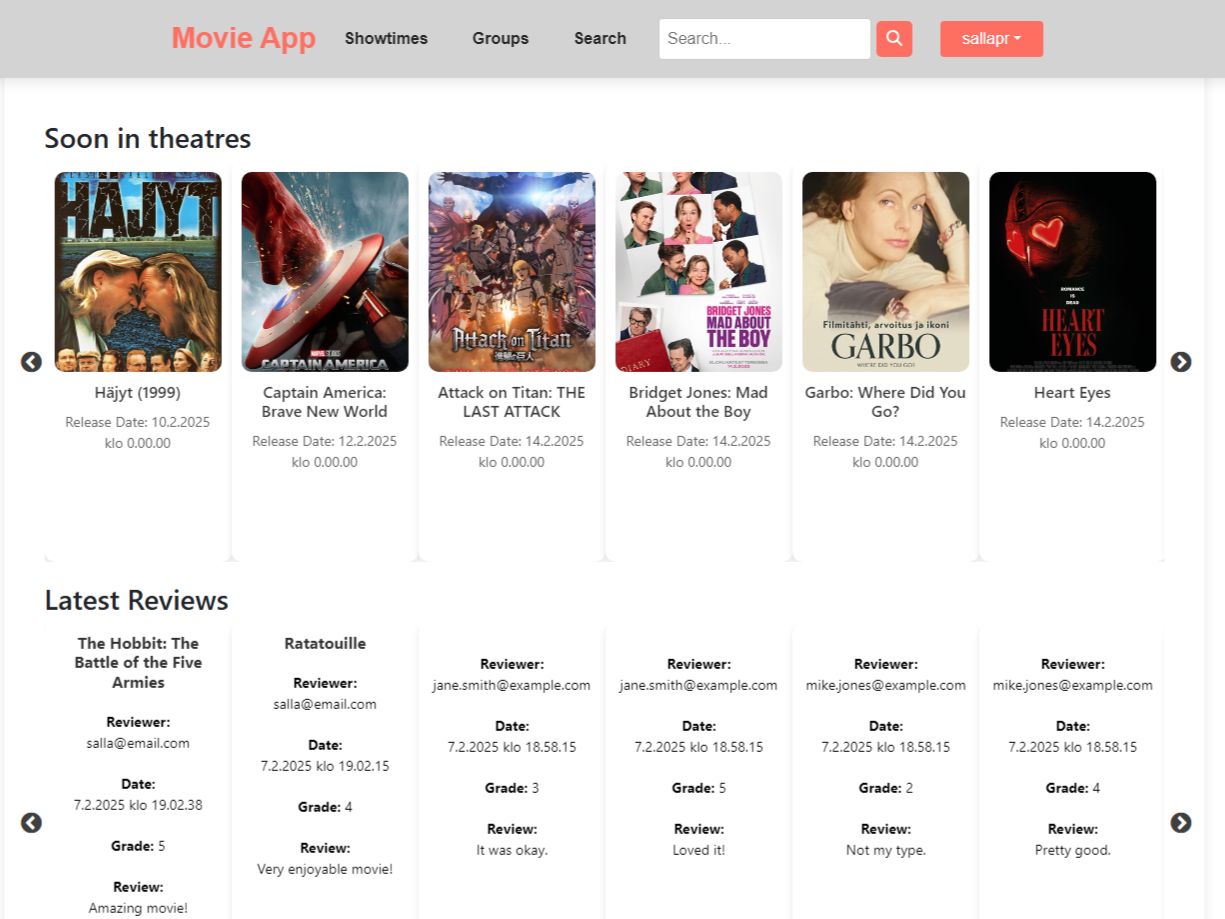 Movie App Showtimes Groups Search Search... sallapr
Soon in theatres
HÄJYT
MARVEL STUDIOS
CAPTAIN AMERICA
Attack on Titan
進撃の巨人
BRIDGET JONES
MAD ABOUT
THE BOY
DIARY
Filmitähti, arvoitus ja ikoni
GARBO
WHERE DID YOU GO?
ROMANCE
IS
DEAD
HEART
EYES
Häjyt (1999)
Release Date: 10.2.2025
klo 0.00.00
Captain America:
Brave New World
Release Date: 12.2.2025
klo 0.00.00
Attack on Titan: THE
LAST ATTACK
Release Date: 14.2.2025
klo 0.00.00
Bridget Jones: Mad
About the Boy
Release Date: 14.2.2025
klo 0.00.00
Garbo: Where Did You
Go?
Release Date: 14.2.2025
klo 0.00.00
Heart Eyes
Release Date: 14.2.2025
klo 0.00.00
Latest Reviews
The Hobbit: The
Battle of the Five
Armies
Reviewer:
salla@email.com
Date:
7.2.2025 klo 19.02.38
Grade: 5
Review:
Amazing movie!
Ratatouille
Reviewer:
salla@email.com
Date:
7.2.2025 klo 19.02.15
Grade: 4
Review:
Very enjoyable movie!
Reviewer:
jane.smith@example.com
Date:
7.2.2025 klo 18.58.15
Grade: 3
Review:
It was okay.
Reviewer:
jane.smith@example.com
Date:
7.2.2025 klo 18.58.15
Grade: 5
Review:
Loved it!
Reviewer:
mike.jones@example.com
Date:
7.2.2025 klo 18.58.15
Grade: 2
Review:
Not my type.
Reviewer:
mike.jones@example.com
Date:
7.2.2025 klo 18.58.15
Grade: 4
Review:
Pretty good.